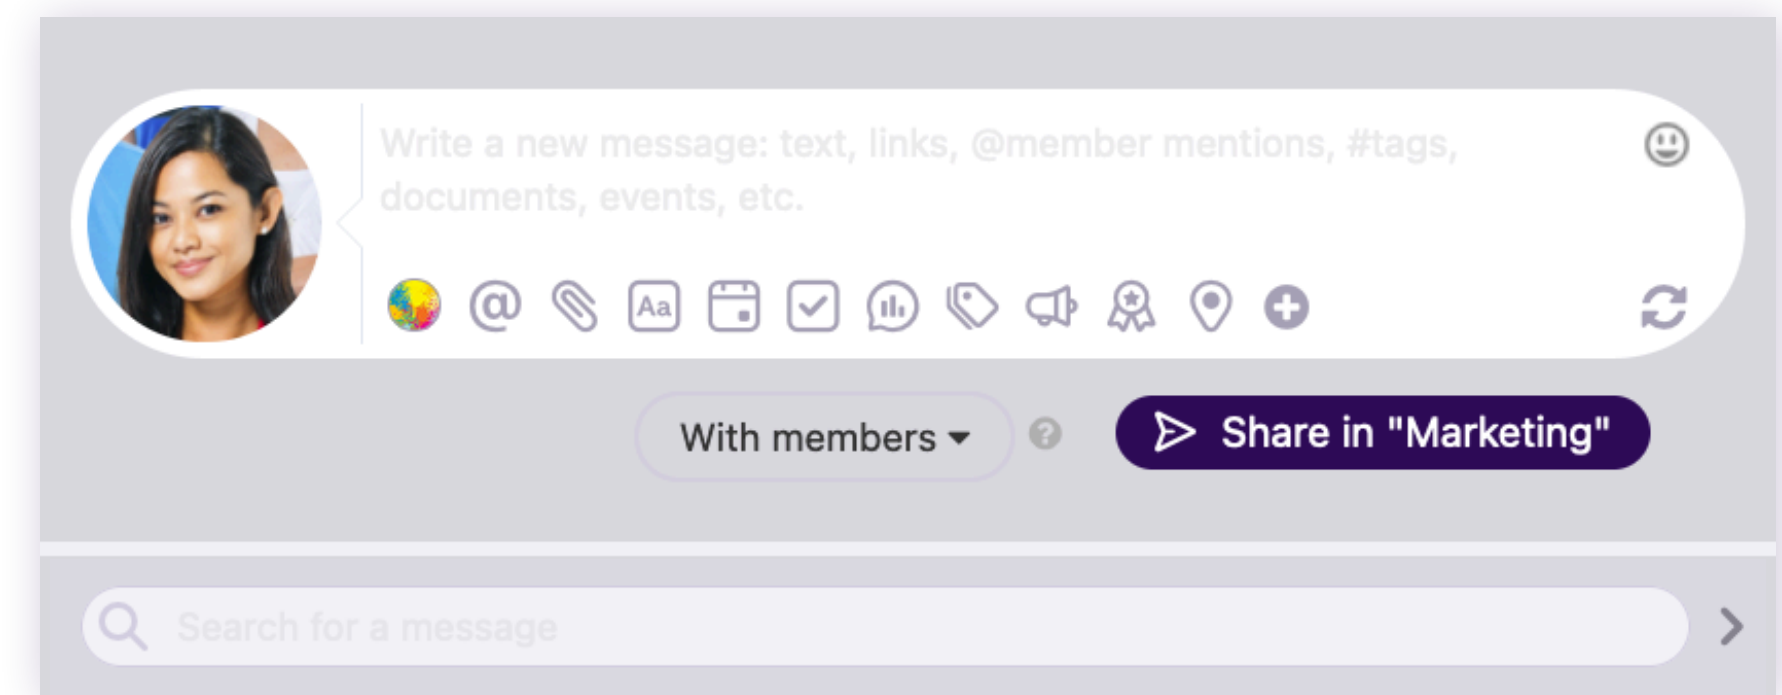 Write a new message: text, links, @member mentions, #tags,
documents, events, etc.
@ Aa
With members
?
Share in "Marketing"
Search for a message